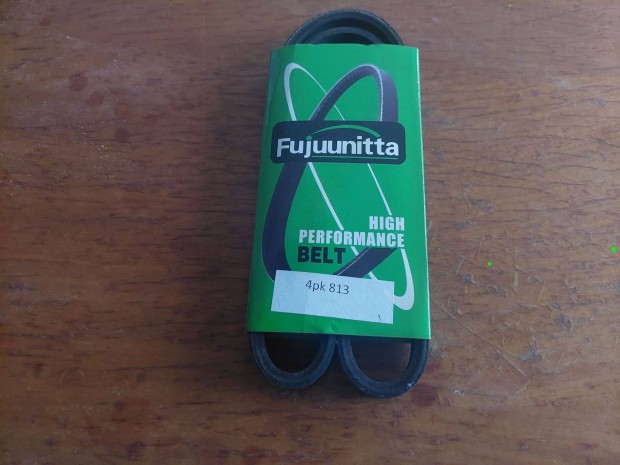 Fujuunitta
HIGH
PERFORMANCE
BELT
4pk 813